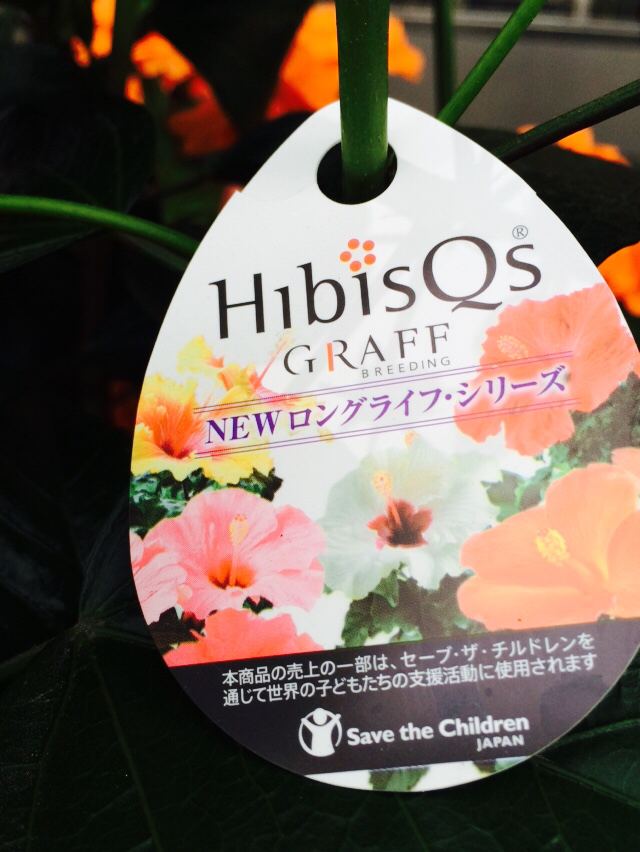 HibisQs®
GRAFF
BREEDING
NEW ロングライフ・シリーズ
本商品の売上の一部は、セーブ・ザ・チルドレンを
通じて世界の子どもたちの支援活動に使用されます
Save the Children
JAPAN